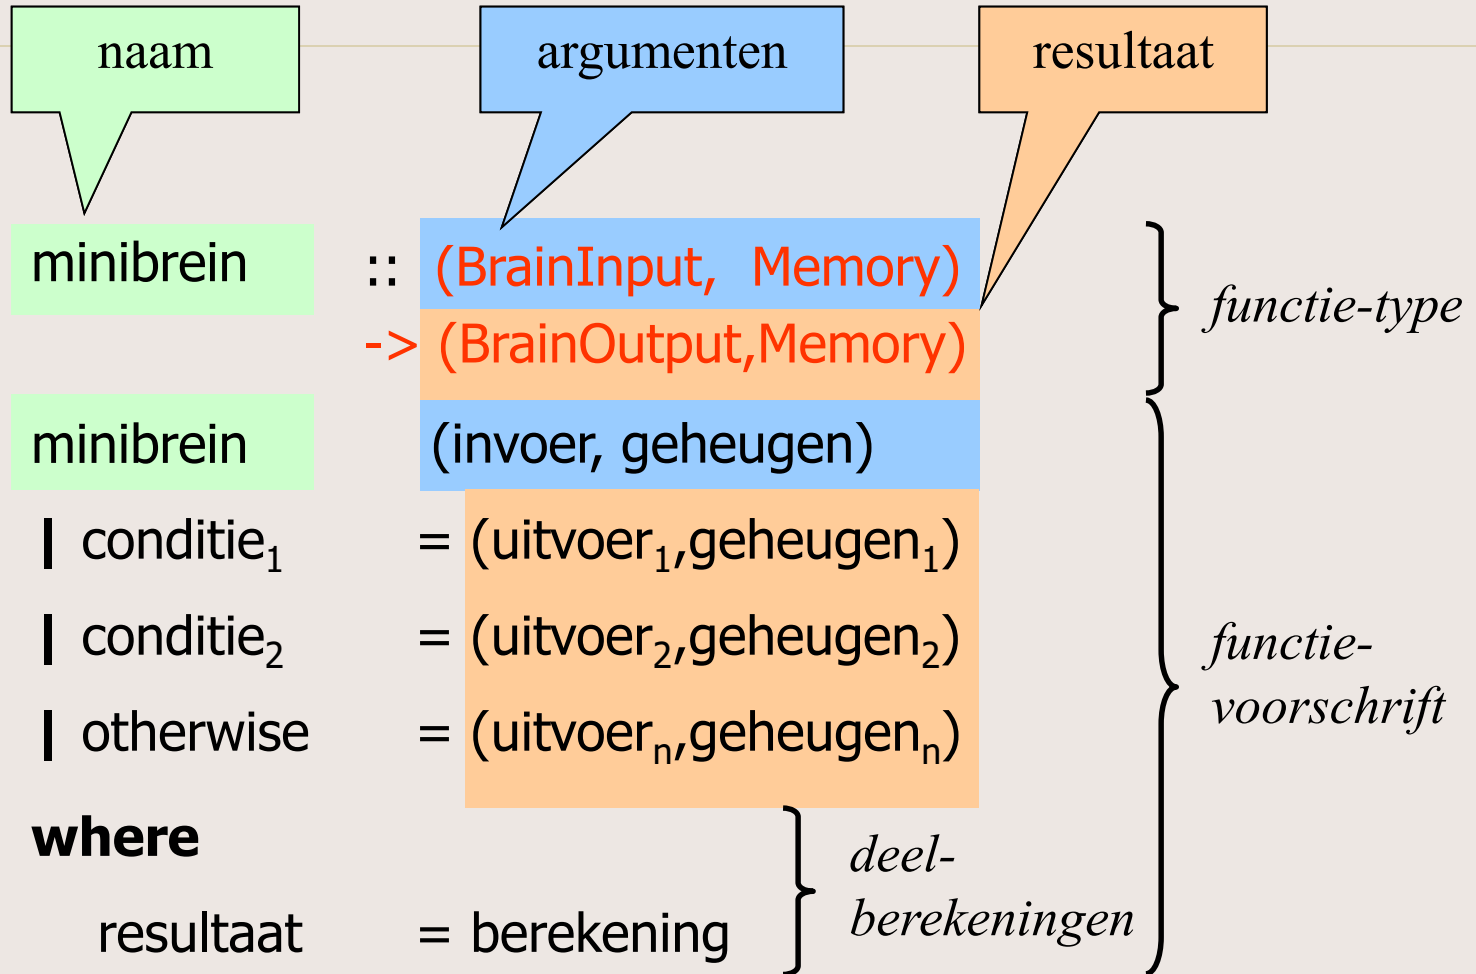 naam argumenten resultaat
minibrein :: (BrainInput, Memory)
-> (BrainOutput,Memory)
functie-type
minibrein (invoer, geheugen)
| conditie₁ = (uitvoer₁,geheugen₁)
| conditie₂ = (uitvoer₂,geheugen₂)
| otherwise = (uitvoerₙ,geheugenₙ)
functie-
voorschrift
where
resultaat = berekening
deel-
berekeningen